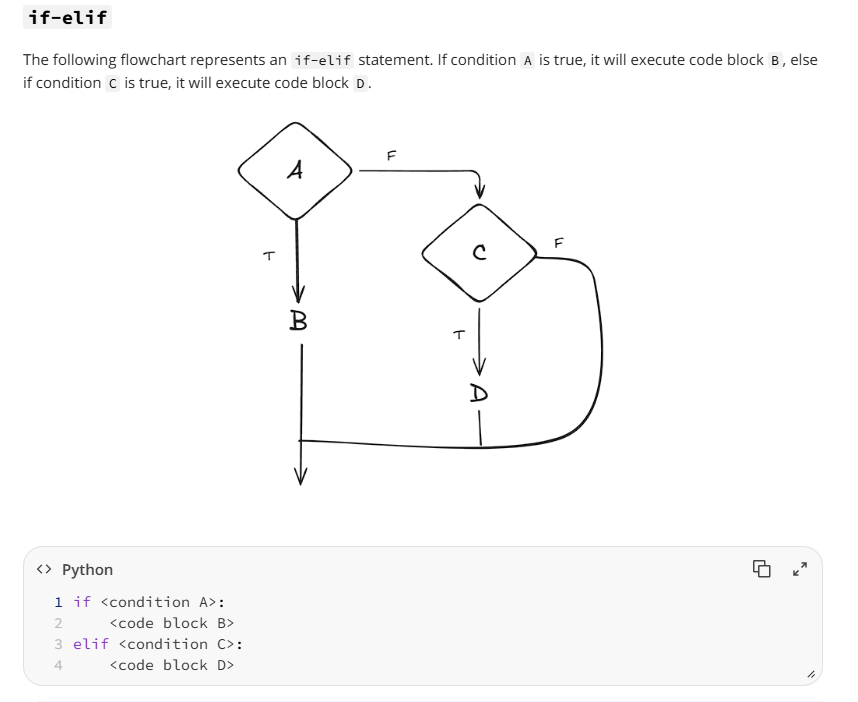 if-elif
The following flowchart represents an if-elif statement. If condition A is true, it will execute code block B, else
if condition C is true, it will execute code block D.
A
F
C
F
T
B
T
D
<> Python
1 if <condition A>:
2     <code block B>
3 elif <condition C>:
4     <code block D>